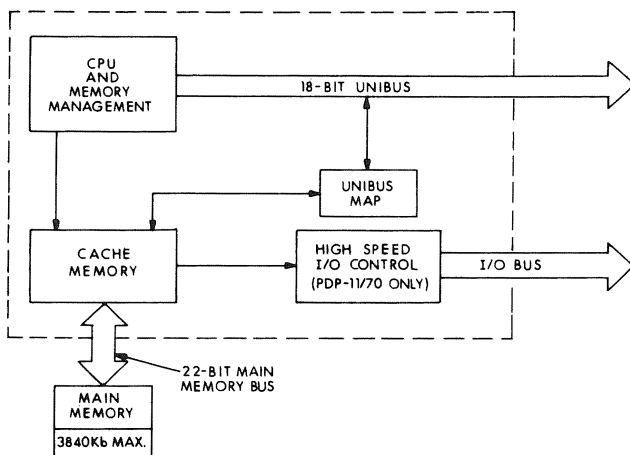 CPU
AND
MEMORY
MANAGEMENT
18-BIT UNIBUS
UNIBUS
MAP
CACHE
MEMORY
HIGH SPEED
I/O CONTROL
(PDP-11/70 ONLY)
I/O BUS
22-BIT MAIN
MEMORY BUS
MAIN
MEMORY
3840Kb MAX.